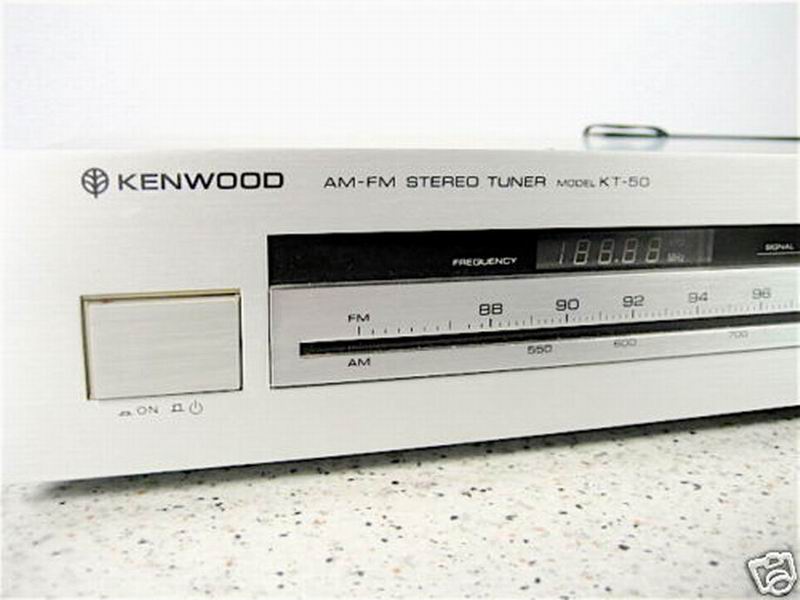 KENWOOD AM-FM STEREO TUNER MODEL KT-50
FREQUENCY 188.88 MHz SIGNAL
FM 88 90 92 94 96
AM 550 600 700
ON